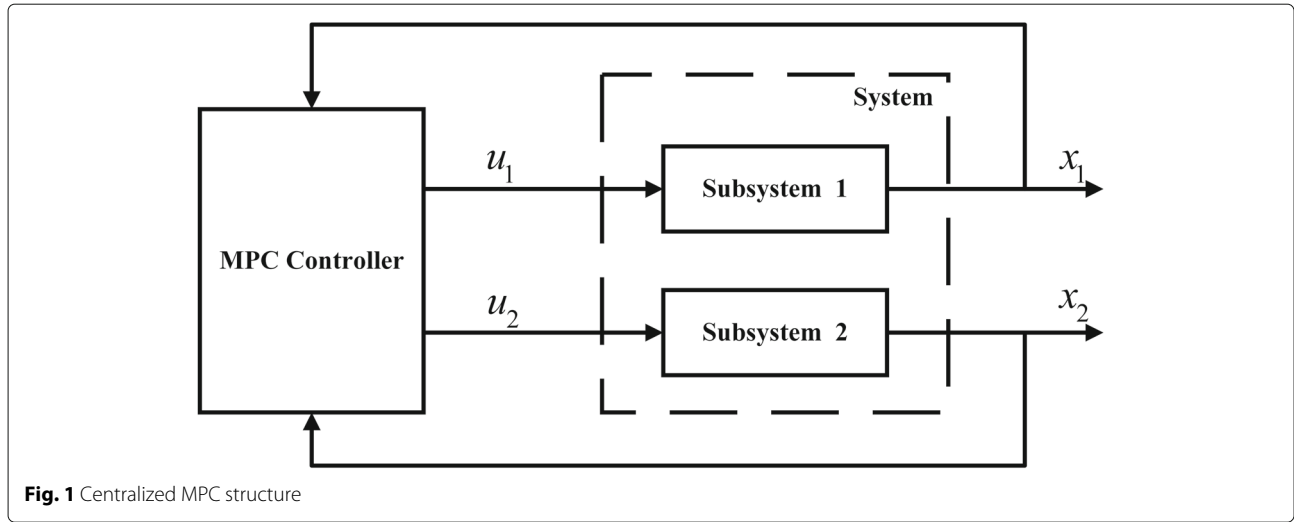 System
u1
Subsystem 1
x1
MPC Controller
u2
Subsystem 2
x2
Fig. 1 Centralized MPC structure